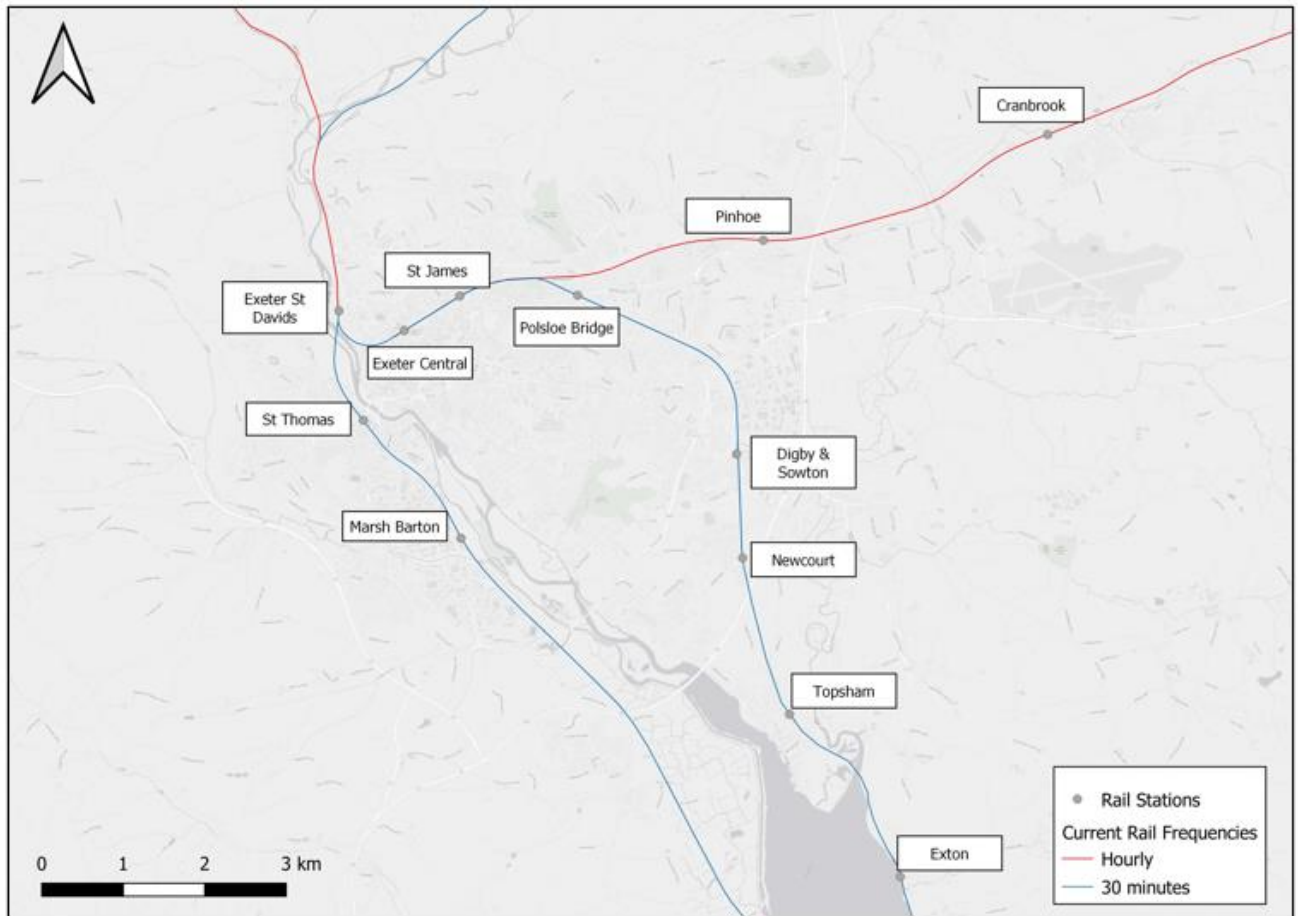 Cranbrook
Pinhoe
St James
Exeter St
Davids
Polsloe Bridge
Exeter Central
St Thomas
Digby &
Sowton
Marsh Barton
Newcourt
Topsham
Exton
Rail Stations
Current Rail Frequencies
Hourly
30 minutes
0 1 2 3 km